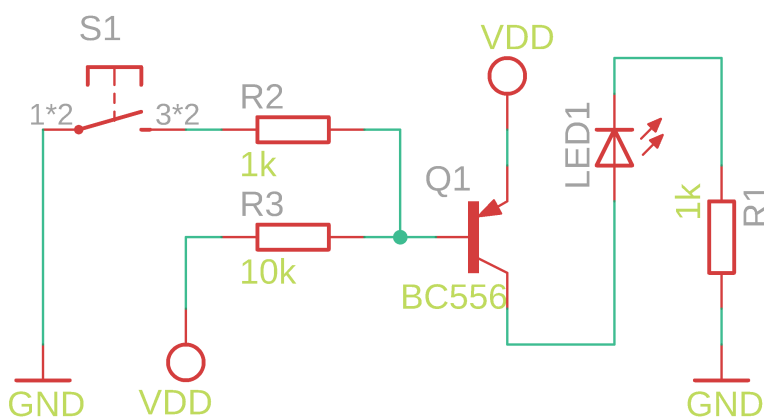 S1
VDD
1*2
3*2
R2
1k
LED1
R3
10k
Q1
1k
R1
BC556
GND
VDD
GND